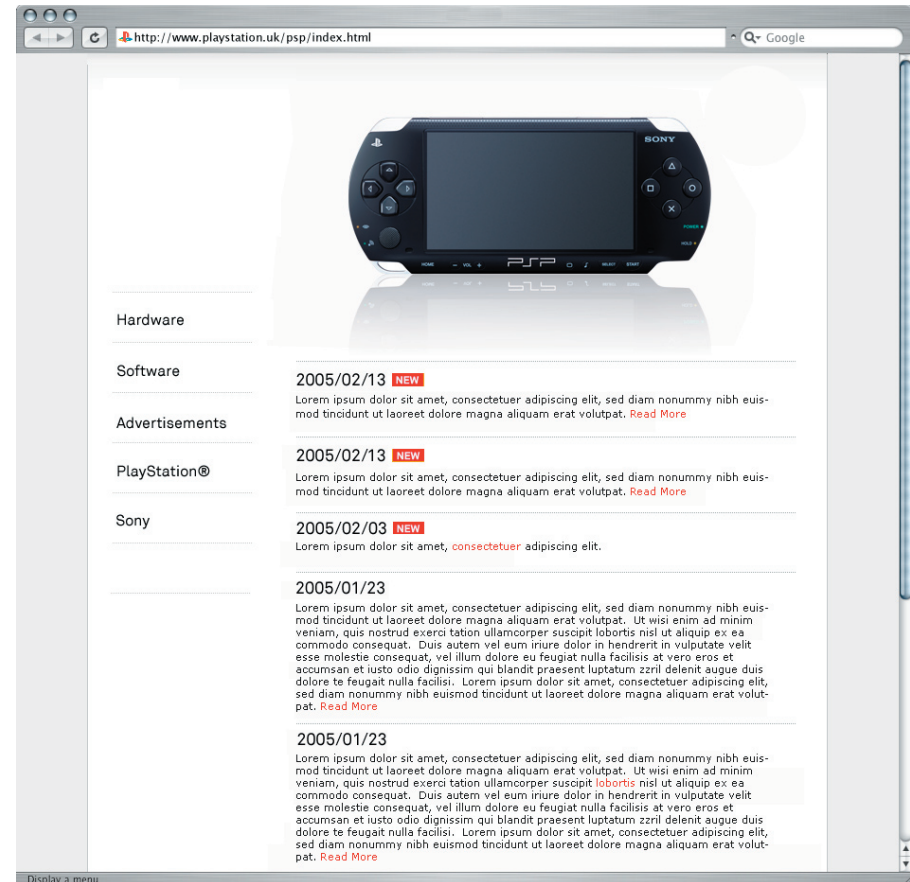 http://www.playstation.uk/psp/index.html
Google
SONY
POWER
HOLD
HOME
VOL
PSP
SELECT
START
Hardware
Software
Advertisements
PlayStation®
Sony
2005/02/13 NEW
Lorem ipsum dolor sit amet, consectetuer adipiscing elit, sed diam nonummy nibh euis-
mod tincidunt ut laoreet dolore magna aliquam erat volutpat. Read More
2005/02/13 NEW
Lorem ipsum dolor sit amet, consectetuer adipiscing elit, sed diam nonummy nibh euis-
mod tincidunt ut laoreet dolore magna aliquam erat volutpat. Read More
2005/02/03 NEW
Lorem ipsum dolor sit amet, consectetuer adipiscing elit.
2005/01/23
Lorem ipsum dolor sit amet, consectetuer adipiscing elit, sed diam nonummy nibh euis-
mod tincidunt ut laoreet dolore magna aliquam erat volutpat.  Ut wisi enim ad minim
veniam, quis nostrud exerci tation ullamcorper suscipit lobortis nisl ut aliquip ex ea
commodo consequat.  Duis autem vel eum iriure dolor in hendrerit in vulputate velit
esse molestie consequat, vel illum dolore eu feugiat nulla facilisis at vero eros et
accumsan et iusto odio dignissim qui blandit praesent luptatum zzril delenit augue duis
dolore te feugait nulla facilisi.  Lorem ipsum dolor sit amet, consectetuer adipiscing elit,
sed diam nonummy nibh euismod tincidunt ut laoreet dolore magna aliquam erat volut-
pat. Read More
2005/01/23
Lorem ipsum dolor sit amet, consectetuer adipiscing elit, sed diam nonummy nibh euis-
mod tincidunt ut laoreet dolore magna aliquam erat volutpat.  Ut wisi enim ad minim
veniam, quis nostrud exerci tation ullamcorper suscipit lobortis nisl ut aliquip ex ea
commodo consequat.  Duis autem vel eum iriure dolor in hendrerit in vulputate velit
esse molestie consequat, vel illum dolore eu feugiat nulla facilisis at vero eros et
accumsan et iusto odio dignissim qui blandit praesent luptatum zzril delenit augue duis
dolore te feugait nulla facilisi.  Lorem ipsum dolor sit amet, consectetuer adipiscing elit,
sed diam nonummy nibh euismod tincidunt ut laoreet dolore magna aliquam erat volut-
pat. Read More
Display a menu